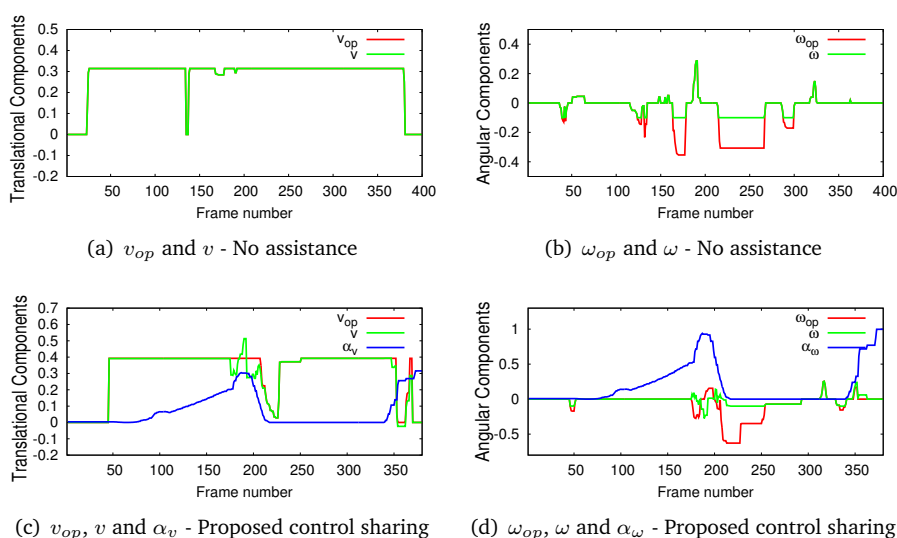 0.5
0.4
0.3
0.2
0.1
0
-0.1
-0.2
50 100 150 200 250 300 350 400
Translational Components
Frame number
v_op
v
(a) v_op and v - No assistance
0.4
0.2
0
-0.2
-0.4
50 100 150 200 250 300 350 400
Angular Components
Frame number
ω_op
ω
(b) ω_op and ω - No assistance
0.7
0.6
0.5
0.4
0.3
0.2
0.1
0
-0.1
0.2
50 100 150 200 250 300 350
Translational Components
Frame number
v_op
v
α_v
(c) v_op, v and α_v - Proposed control sharing
1
0.5
0
-0.5
50 100 150 200 250 300 350
Angular Components
Frame number
ω_op
ω
α_ω
(d) ω_op, ω and α_ω - Proposed control sharing